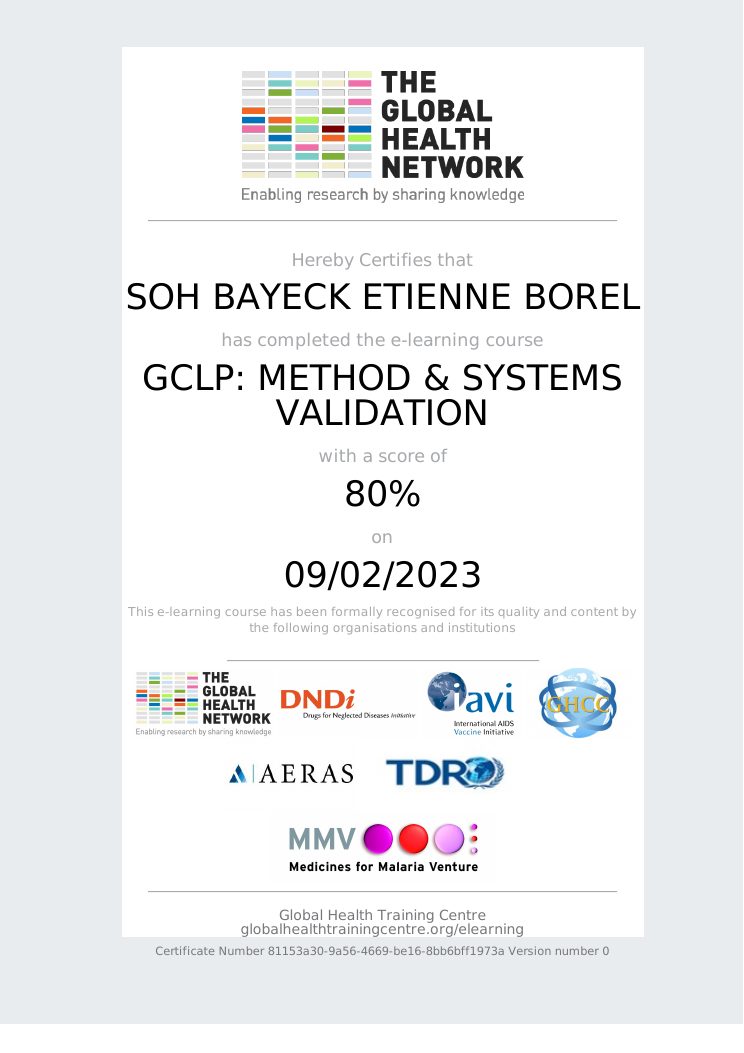 THE
GLOBAL
HEALTH
NETWORK
Enabling research by sharing knowledge
Hereby Certifies that
SOH BAYECK ETIENNE BOREL
has completed the e-learning course
GCLP: METHOD & SYSTEMS
VALIDATION
with a score of
80%
on
09/02/2023
This e-learning course has been formally recognised for its quality and content by
the following organisations and institutions
THE
GLOBAL
HEALTH
NETWORK
Enabling research by sharing knowledge
DNDi
Drugs for Neglected Diseases initiative
iavi
International AIDS
Vaccine Initiative
GHCC
AERAS
TDR
MMV
Medicines for Malaria Venture
Global Health Training Centre
globalhealthtrainingcentre.org/elearning
Certificate Number 81153a30-9a56-4669-be16-8bb6bff1973a Version number 0